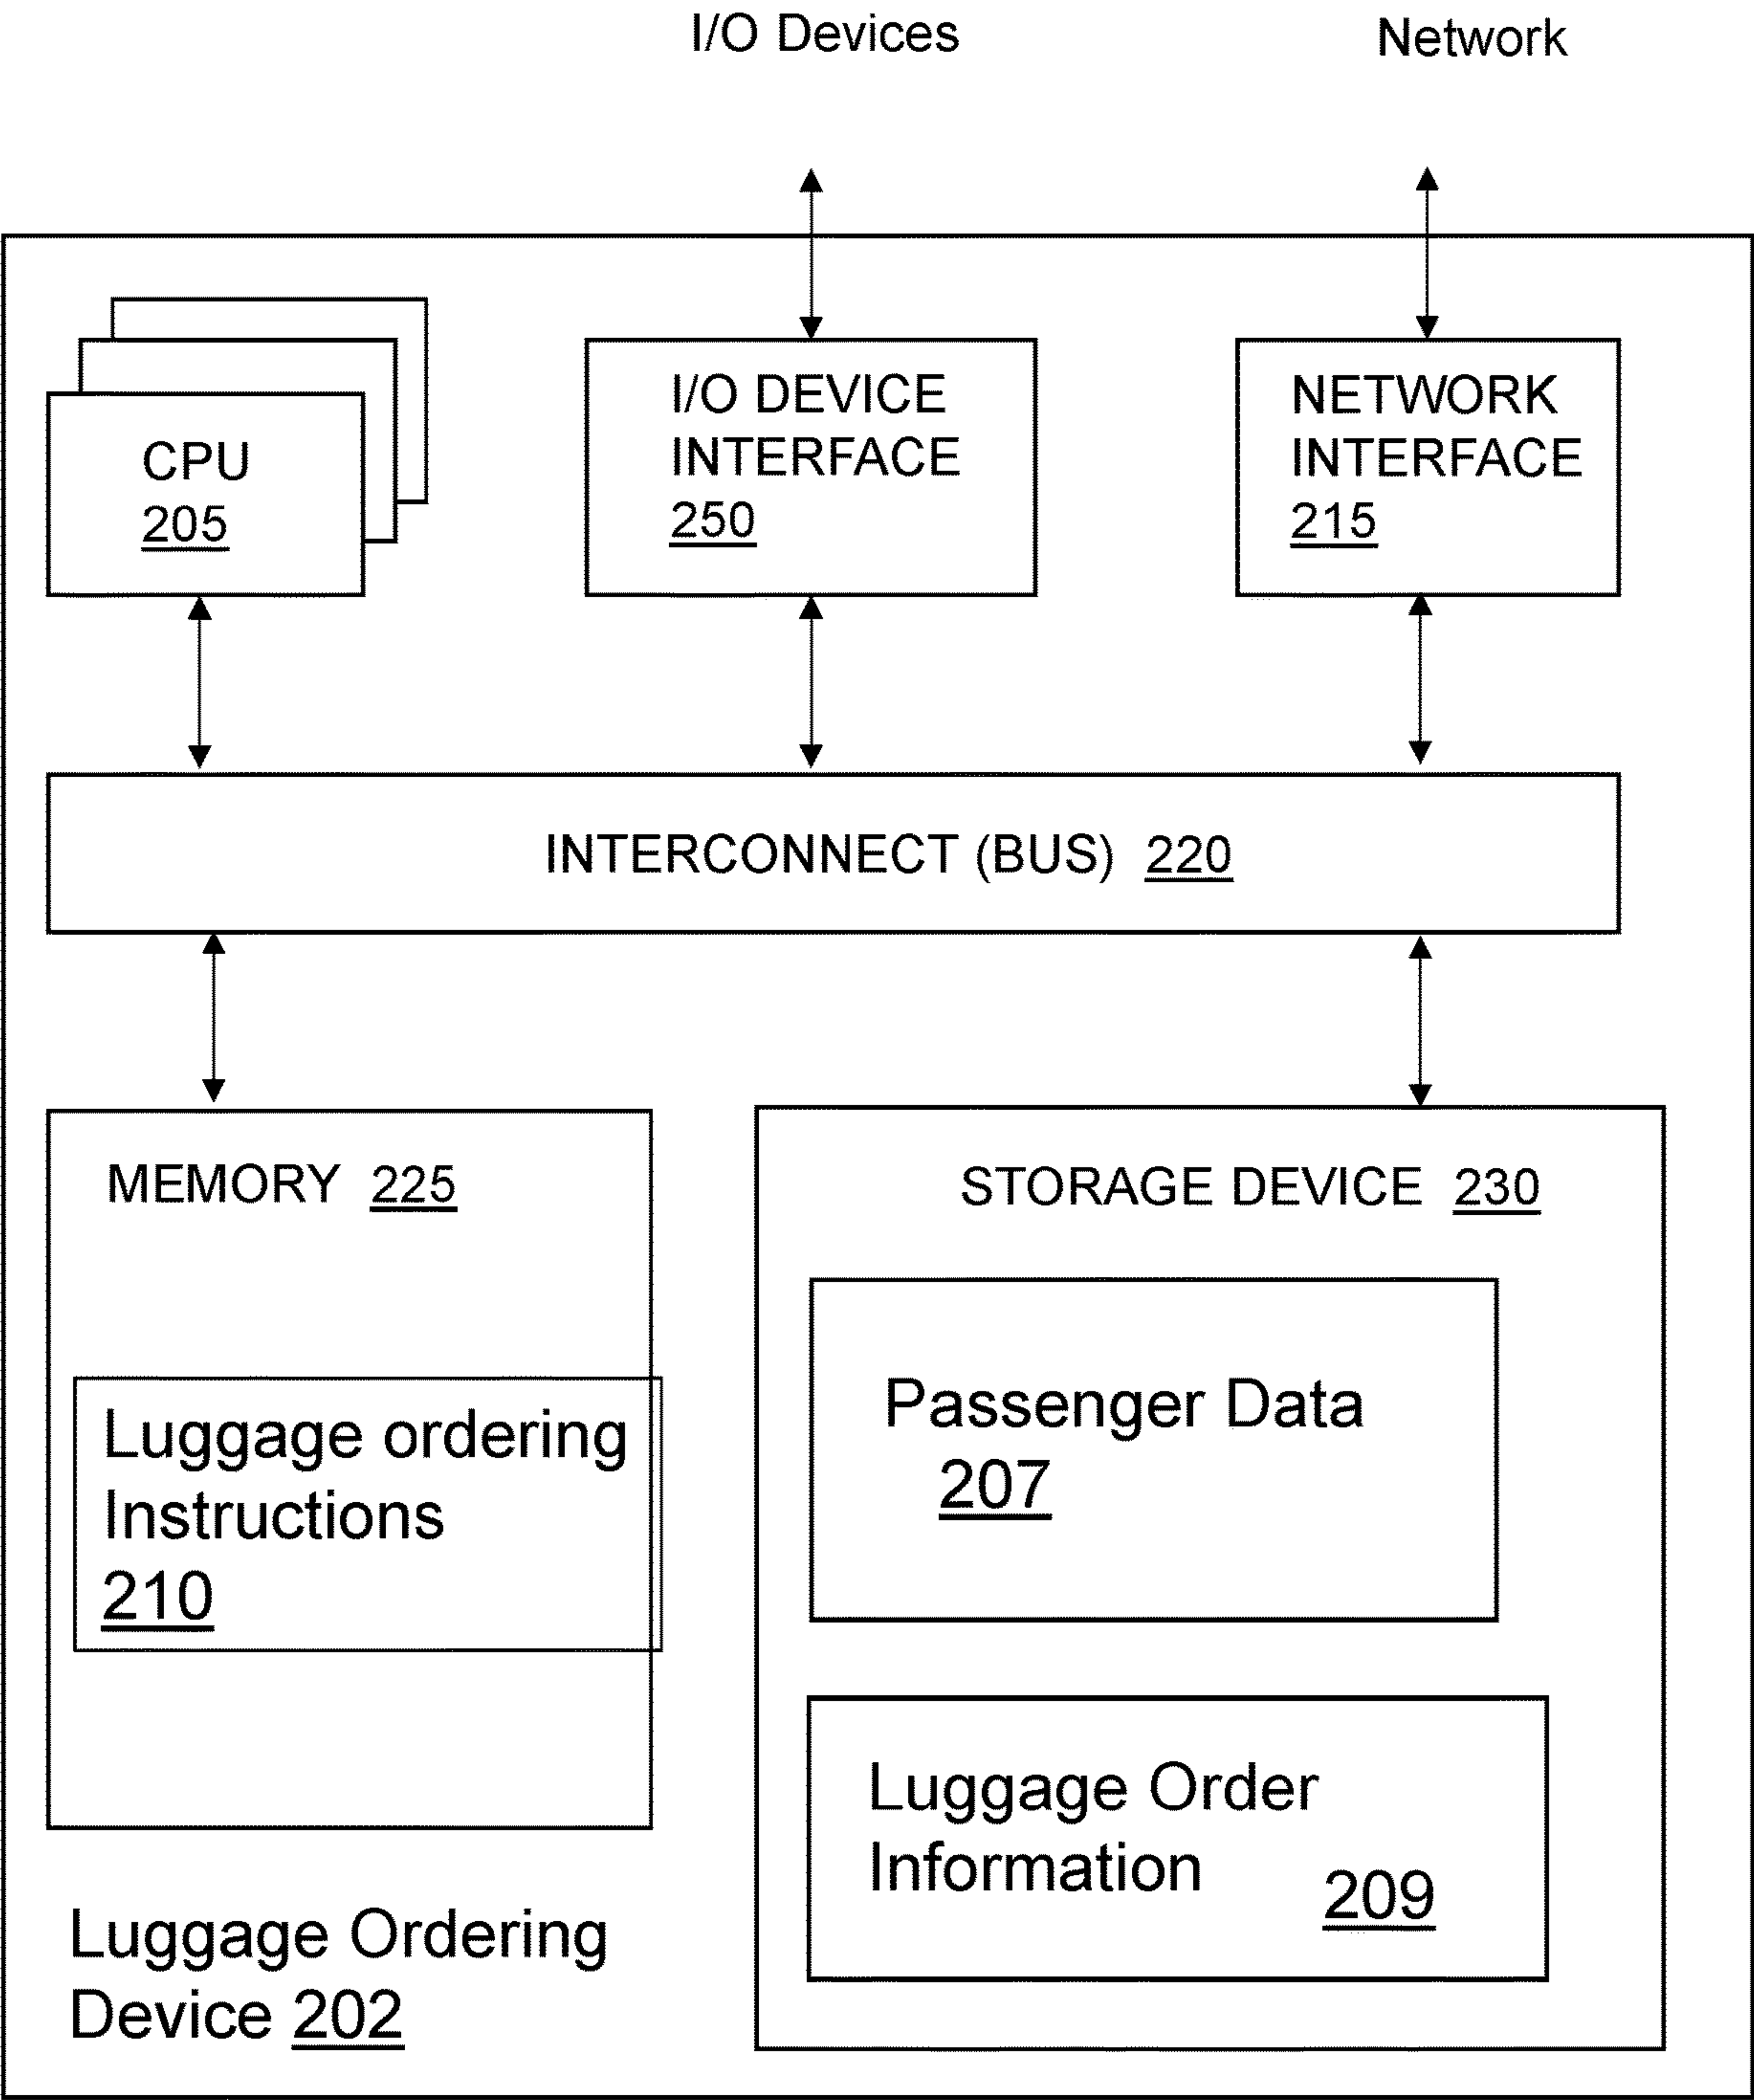 I/O Devices
Network
CPU
205
I/O DEVICE
INTERFACE
250
NETWORK
INTERFACE
215
INTERCONNECT (BUS) 220
MEMORY 225
Luggage ordering
Instructions
210
STORAGE DEVICE 230
Passenger Data
207
Luggage Order
Information 209
Luggage Ordering
Device 202